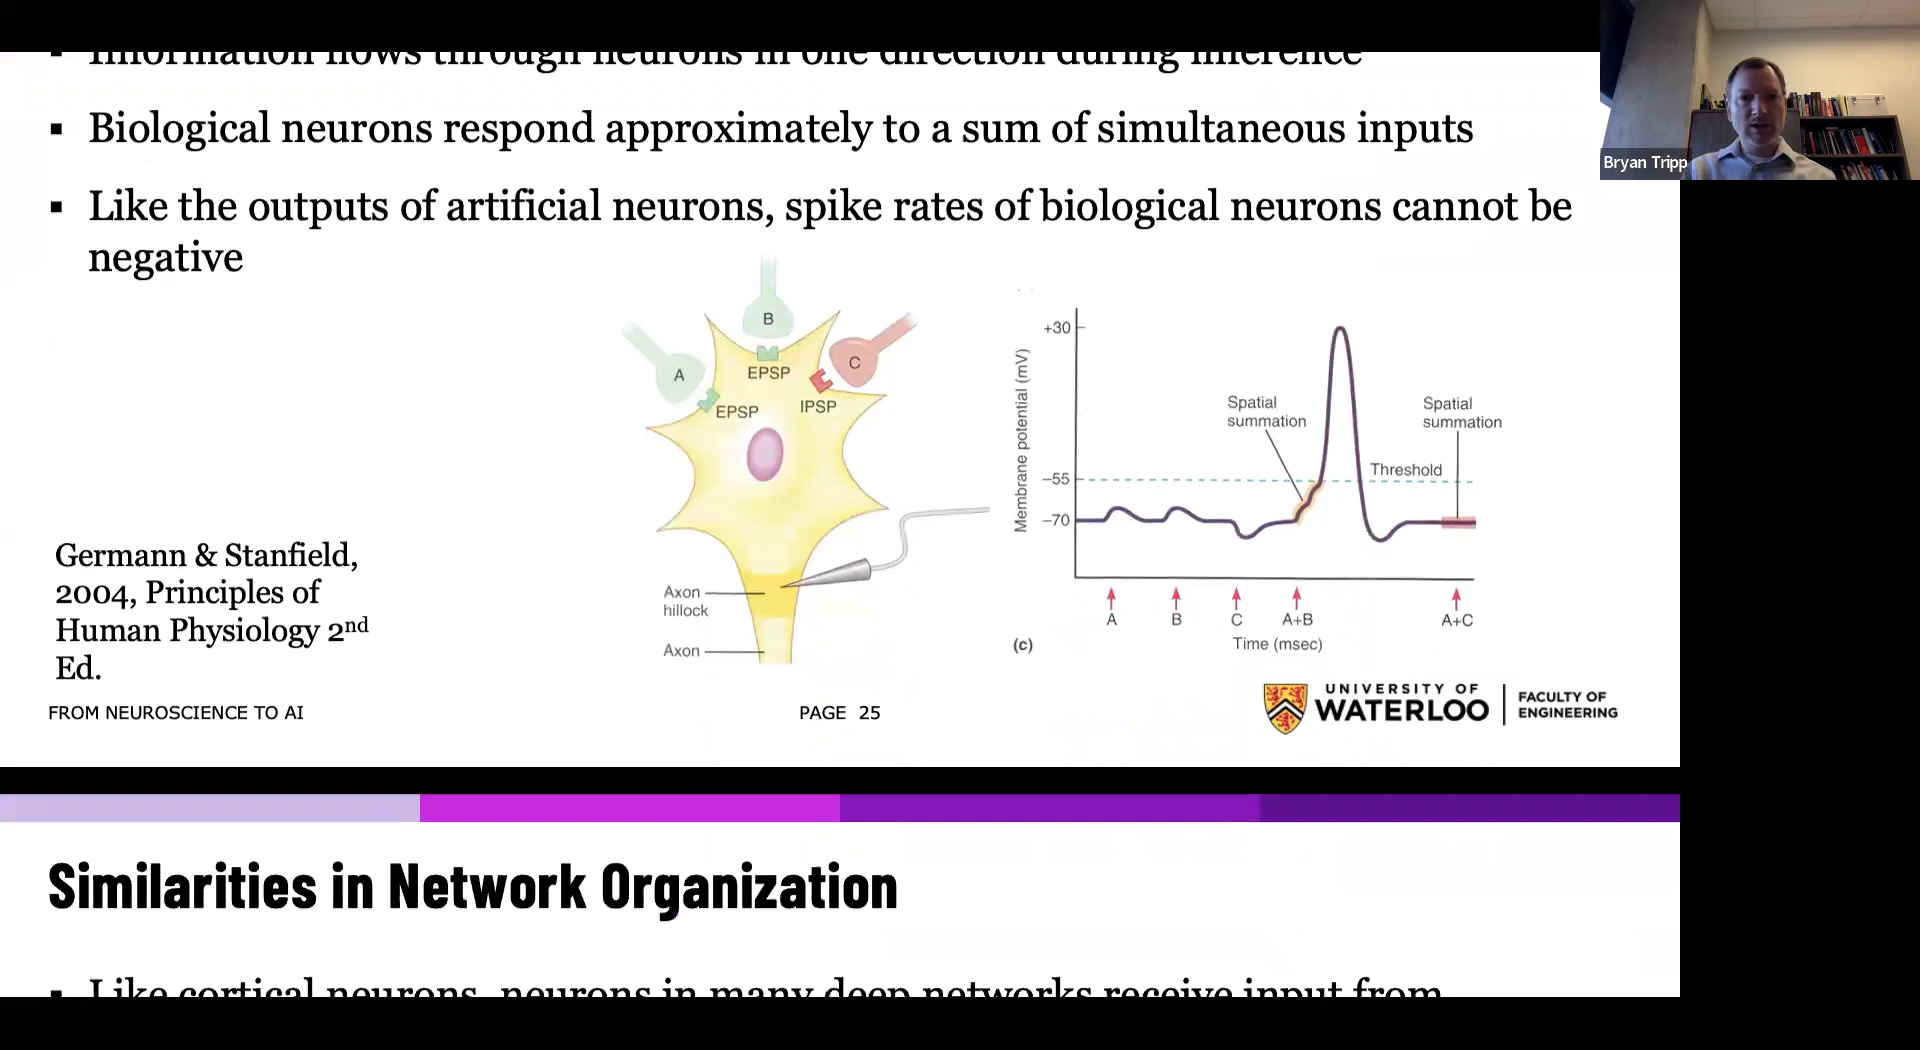 Information flows through neurons in one direction during inference
Bryan Tripp
▪ Biological neurons respond approximately to a sum of simultaneous inputs
▪ Like the outputs of artificial neurons, spike rates of biological neurons cannot be
negative
B
A
C
EPSP
EPSP
IPSP
Axon
hillock
Axon
Membrane potential (mV)
+30
−55
−70
Spatial
summation
Spatial
summation
Threshold
A B C A+B A+C
Time (msec)
(c)
Germann & Stanfield,
2004, Principles of
Human Physiology 2nd
Ed.
FROM NEUROSCIENCE TO AI
PAGE 25
UNIVERSITY OF
WATERLOO
FACULTY OF
ENGINEERING
Similarities in Network Organization
▪ Like cortical neurons, neurons in many deep networks receive input from